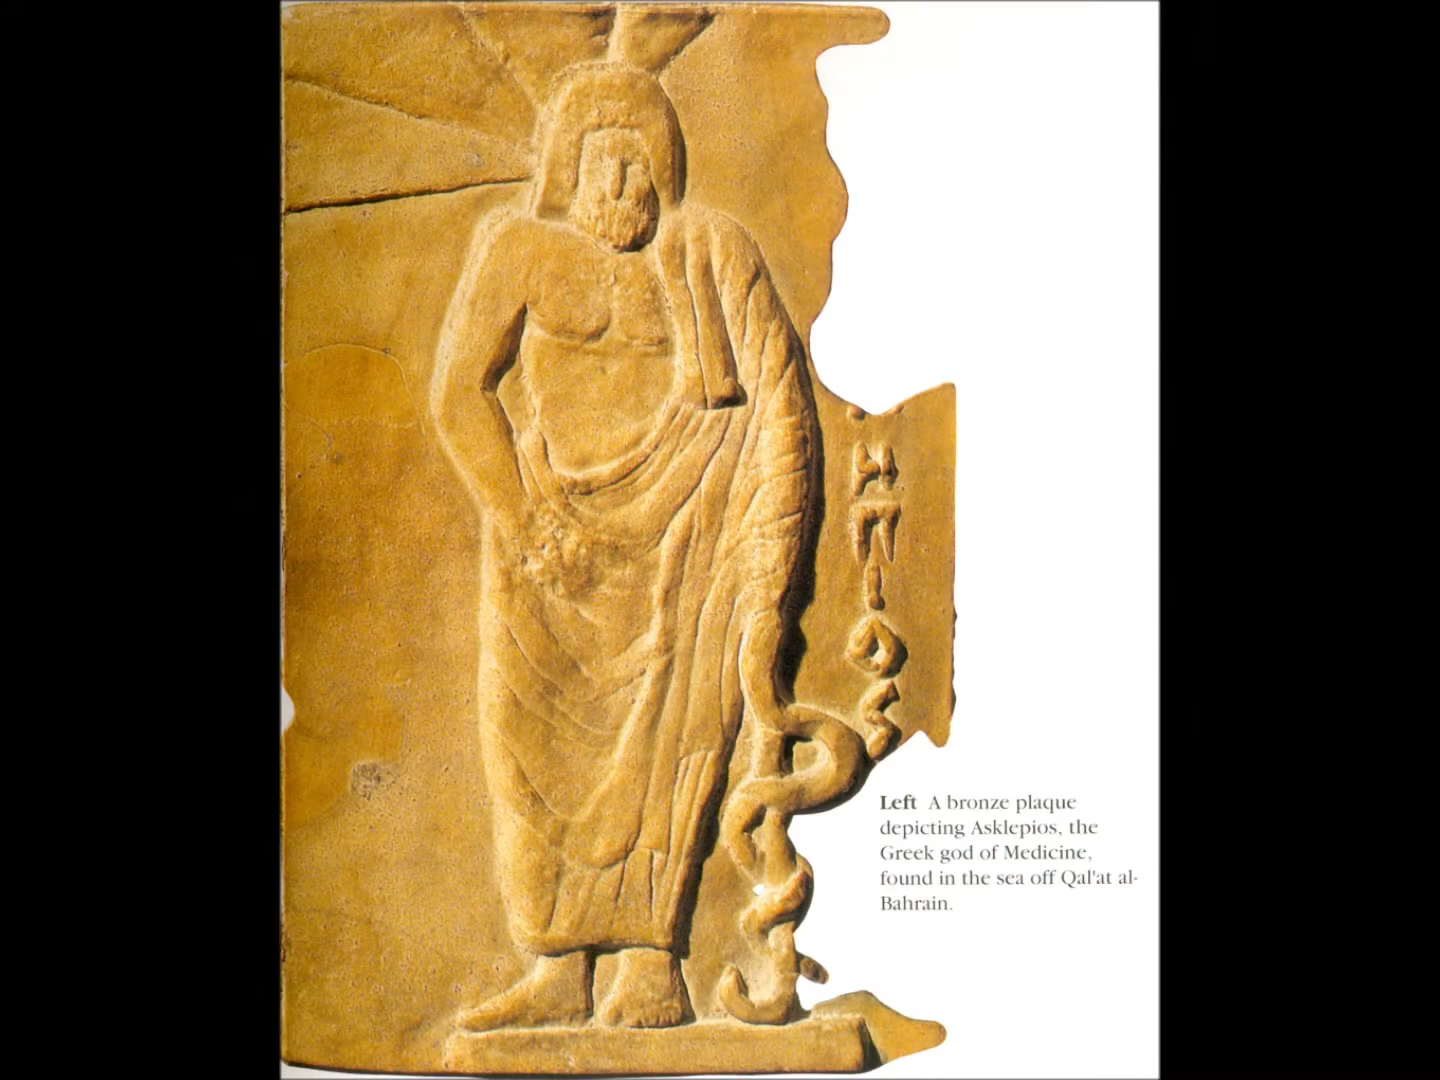 ΗΠΙΟΣ
Left A bronze plaque
depicting Asklepios, the
Greek god of Medicine,
found in the sea off Qal'at al-
Bahrain.